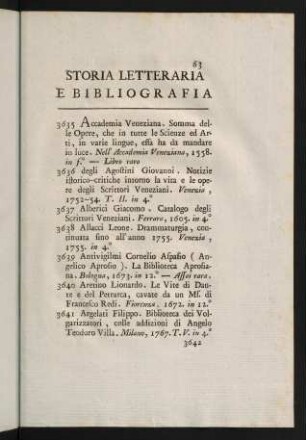 63
STORIA LETTERARIA
E BIBLIOGRAFIA
3635 Accademia Veneziana. Somma del-
le Opere, che in tutte le Scienze ed Ar-
ti, in varie lingue, essa ha da mandare
in luce. Nell' Accademia Veneziana, 1558.
in f.° — Libro raro
3636 degli Agostini Giovanni. Notizie
istorico-critiche intorno la vita e le ope-
re degli Scrittori Veneziani. Venezia,
1752-54. T. II. in 4.°
3637 Alberici Giacomo. Catalogo degli
Scrittori Veneziani. Ferrara, 1605. in 4.°
3638 Allacci Leone. Drammaturgia, con-
tinuata fino all'anno 1755. Venezia,
1755. in 4.°
3639 Antivigilmi Cornelio Aspasio (An-
gelico Aprosio). La Biblioteca Aprosia-
na. Bologna, 1673. in 12.° — Assai rara.
3640 Aretino Lionardo. Le Vite di Dan-
te e del Petrarca, cavate da un Ms. di
Francesco Redi. Fiorenza. 1672. in 12.°
3641 Argelati Filippo. Biblioteca dei Vol-
garizzatori, colle addizioni di Angelo
Teodoro Villa. Milano, 1767. T. V. in 4.°
3642